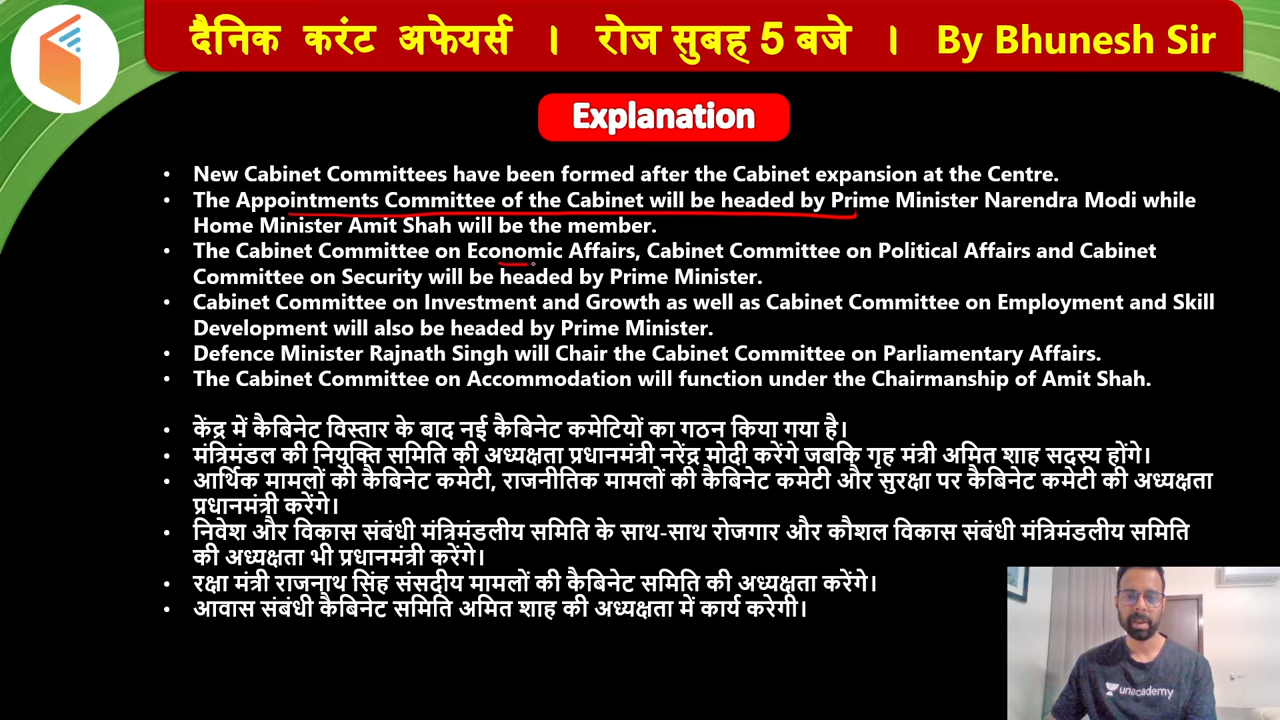 दैनिक करंट अफेयर्स । रोज सुबह 5 बजे । By Bhunesh Sir
Explanation
• New Cabinet Committees have been formed after the Cabinet expansion at the Centre.
• The Appointments Committee of the Cabinet will be headed by Prime Minister Narendra Modi while
Home Minister Amit Shah will be the member.
• The Cabinet Committee on Economic Affairs, Cabinet Committee on Political Affairs and Cabinet
Committee on Security will be headed by Prime Minister.
• Cabinet Committee on Investment and Growth as well as Cabinet Committee on Employment and Skill
Development will also be headed by Prime Minister.
• Defence Minister Rajnath Singh will Chair the Cabinet Committee on Parliamentary Affairs.
• The Cabinet Committee on Accommodation will function under the Chairmanship of Amit Shah.
• केंद्र में कैबिनेट विस्तार के बाद नई कैबिनेट कमेटियों का गठन किया गया है।
• मंत्रिमंडल की नियुक्ति समिति की अध्यक्षता प्रधानमंत्री नरेंद्र मोदी करेंगे जबकि गृह मंत्री अमित शाह सदस्य होंगे।
• आर्थिक मामलों की कैबिनेट कमेटी, राजनीतिक मामलों की कैबिनेट कमेटी और सुरक्षा पर कैबिनेट कमेटी की अध्यक्षता
प्रधानमंत्री करेंगे।
• निवेश और विकास संबंधी मंत्रिमंडलीय समिति के साथ-साथ रोजगार और कौशल विकास संबंधी मंत्रिमंडलीय समिति
की अध्यक्षता भी प्रधानमंत्री करेंगे।
• रक्षा मंत्री राजनाथ सिंह संसदीय मामलों की कैबिनेट समिति की अध्यक्षता करेंगे।
• आवास संबंधी कैबिनेट समिति अमित शाह की अध्यक्षता में कार्य करेगी।
unacademy